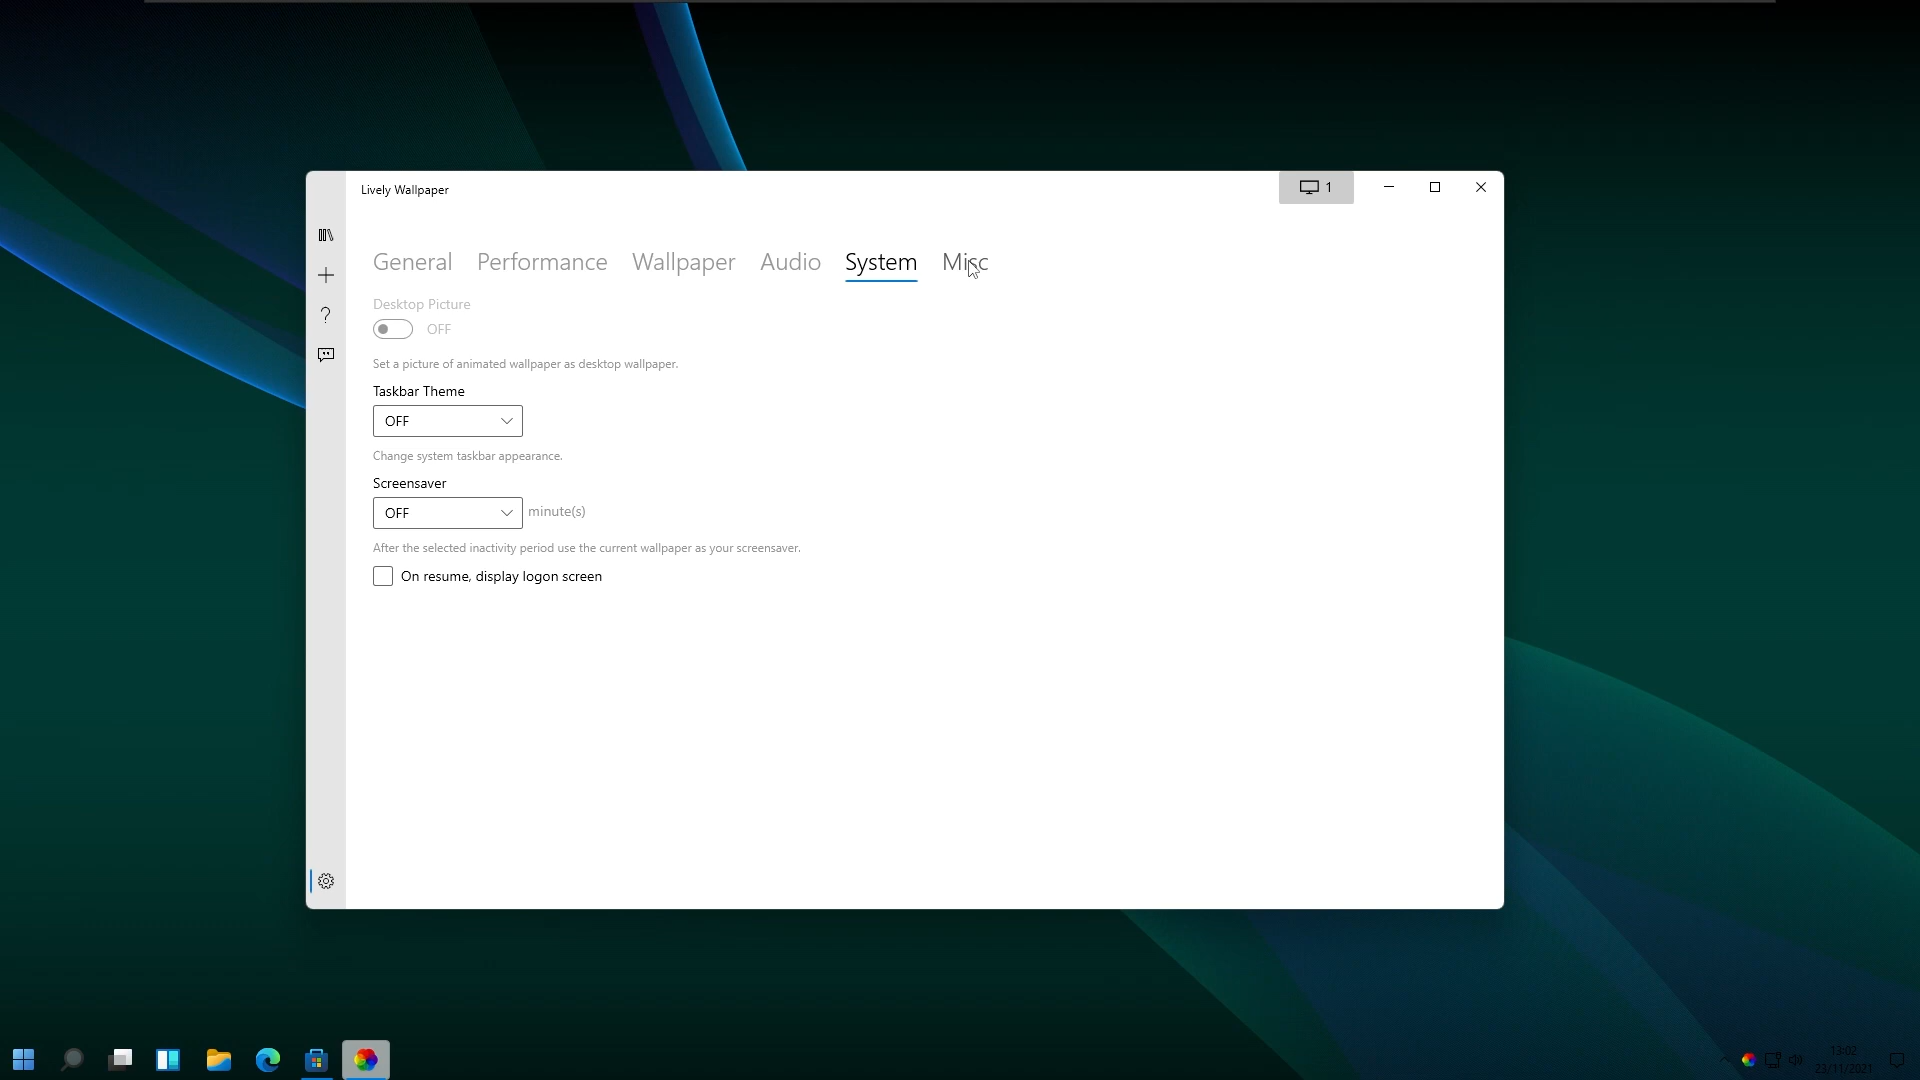 Lively Wallpaper
1
General Performance Wallpaper Audio System Misc
Desktop Picture
OFF
Set a picture of animated wallpaper as desktop wallpaper.
Taskbar Theme
OFF
Change system taskbar appearance.
Screensaver
OFF minute(s)
After the selected inactivity period use the current wallpaper as your screensaver.
On resume, display logon screen
13:02
23/11/2021